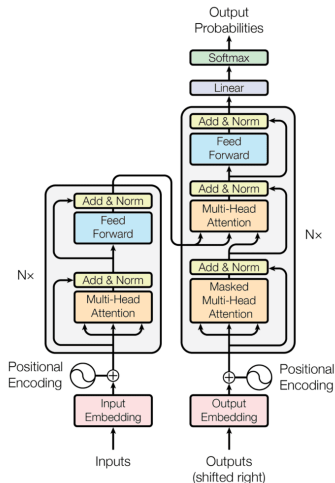 Output
Probabilities
Softmax
Linear
Add & Norm
Feed
Forward
Add & Norm
Multi-Head
Attention
Add & Norm
Masked
Multi-Head
Attention
N×
Add & Norm
Feed
Forward
Add & Norm
Multi-Head
Attention
N×
Positional
Encoding
Positional
Encoding
Input
Embedding
Output
Embedding
Inputs
Outputs
(shifted right)